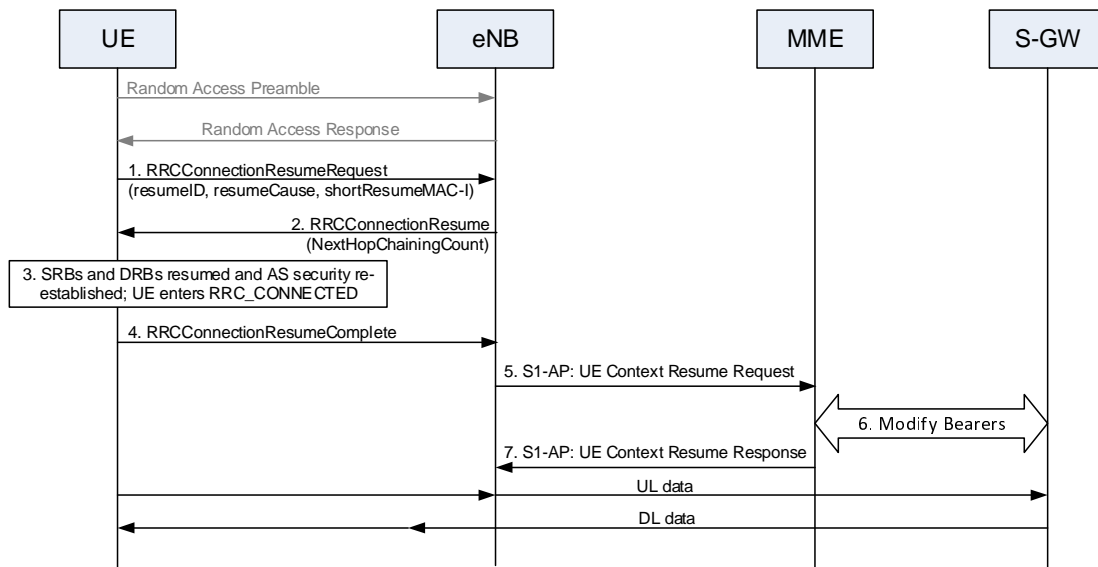 UE
eNB
MME
S-GW
Random Access Preamble
Random Access Response
1. RRCConnectionResumeRequest
(resumeID, resumeCause, shortResumeMAC-I)
2. RRCConnectionResume
(NextHopChainingCount)
3. SRBs and DRBs resumed and AS security re-
established; UE enters RRC_CONNECTED
4. RRCConnectionResumeComplete
5. S1-AP: UE Context Resume Request
6. Modify Bearers
7. S1-AP: UE Context Resume Response
UL data
DL data